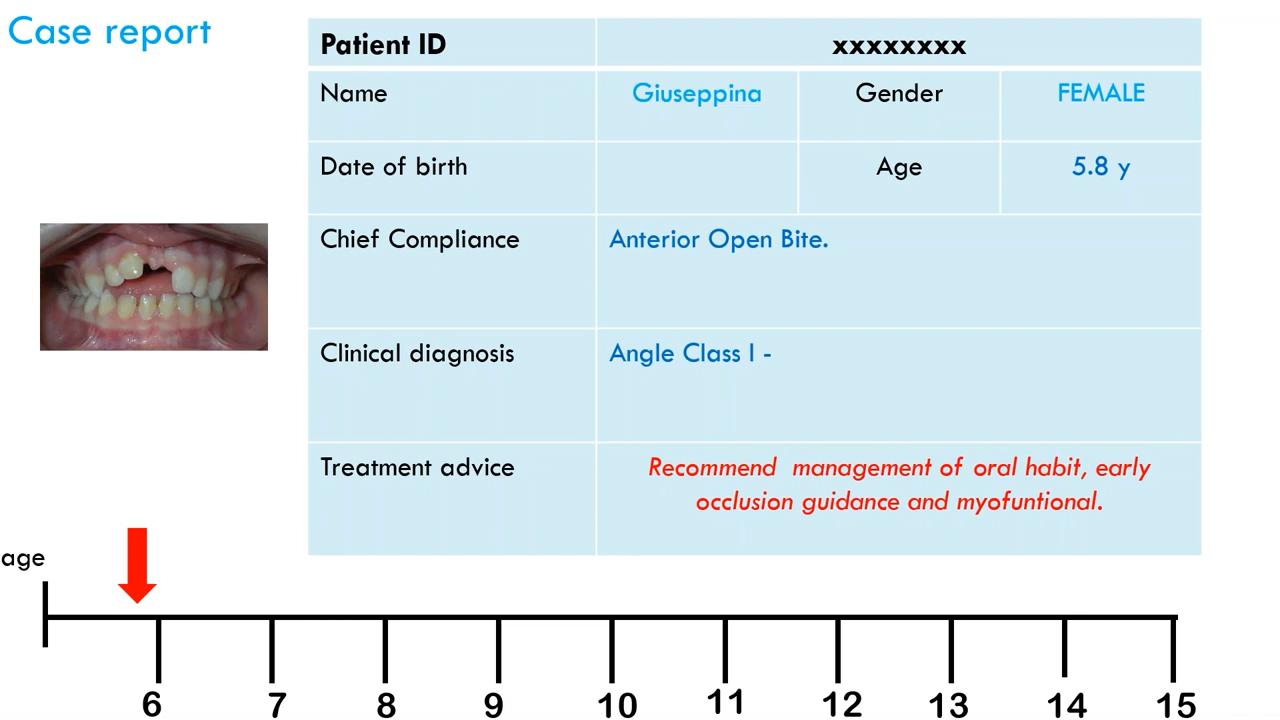 Case report
Patient ID xxxxxxxx
Name Giuseppina Gender FEMALE
Date of birth Age 5.8 y
Chief Compliance Anterior Open Bite.
Clinical diagnosis Angle Class I -
Treatment advice Recommend management of oral habit, early
occlusion guidance and myofuntional.
age
6 7 8 9 10 11 12 13 14 15